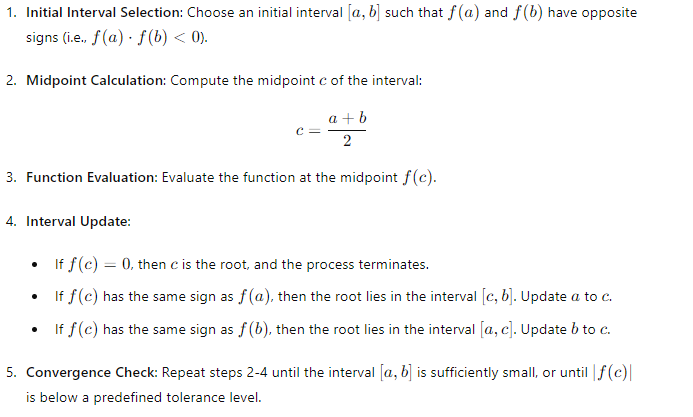 1. Initial Interval Selection: Choose an initial interval [a, b] such that f(a) and f(b) have opposite
signs (i.e., f(a) · f(b) < 0).
2. Midpoint Calculation: Compute the midpoint c of the interval:
c = \frac{a + b}{2}
3. Function Evaluation: Evaluate the function at the midpoint f(c).
4. Interval Update:
• If f(c) = 0, then c is the root, and the process terminates.
• If f(c) has the same sign as f(a), then the root lies in the interval [c, b]. Update a to c.
• If f(c) has the same sign as f(b), then the root lies in the interval [a, c]. Update b to c.
5. Convergence Check: Repeat steps 2-4 until the interval [a, b] is sufficiently small, or until |f(c)|
is below a predefined tolerance level.